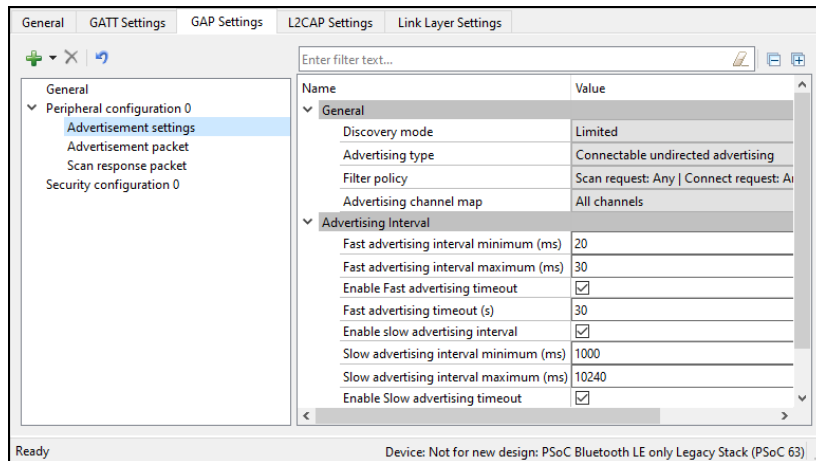 General GATT Settings GAP Settings L2CAP Settings Link Layer Settings
Enter filter text...
General
Peripheral configuration 0
Advertisement settings
Advertisement packet
Scan response packet
Security configuration 0
Name Value
General
Discovery mode Limited
Advertising type Connectable undirected advertising
Filter policy Scan request: Any | Connect request:
Advertising channel map All channels
Advertising Interval
Fast advertising interval minimum (ms) 20
Fast advertising interval maximum (ms) 30
Enable Fast advertising timeout
Fast advertising timeout (s) 30
Enable slow advertising interval
Slow advertising interval minimum (ms) 1000
Slow advertising interval maximum (ms) 10240
Enable Slow advertising timeout
Ready Device: Not for new design: PSoC Bluetooth LE only Legacy Stack (PSoC 63)